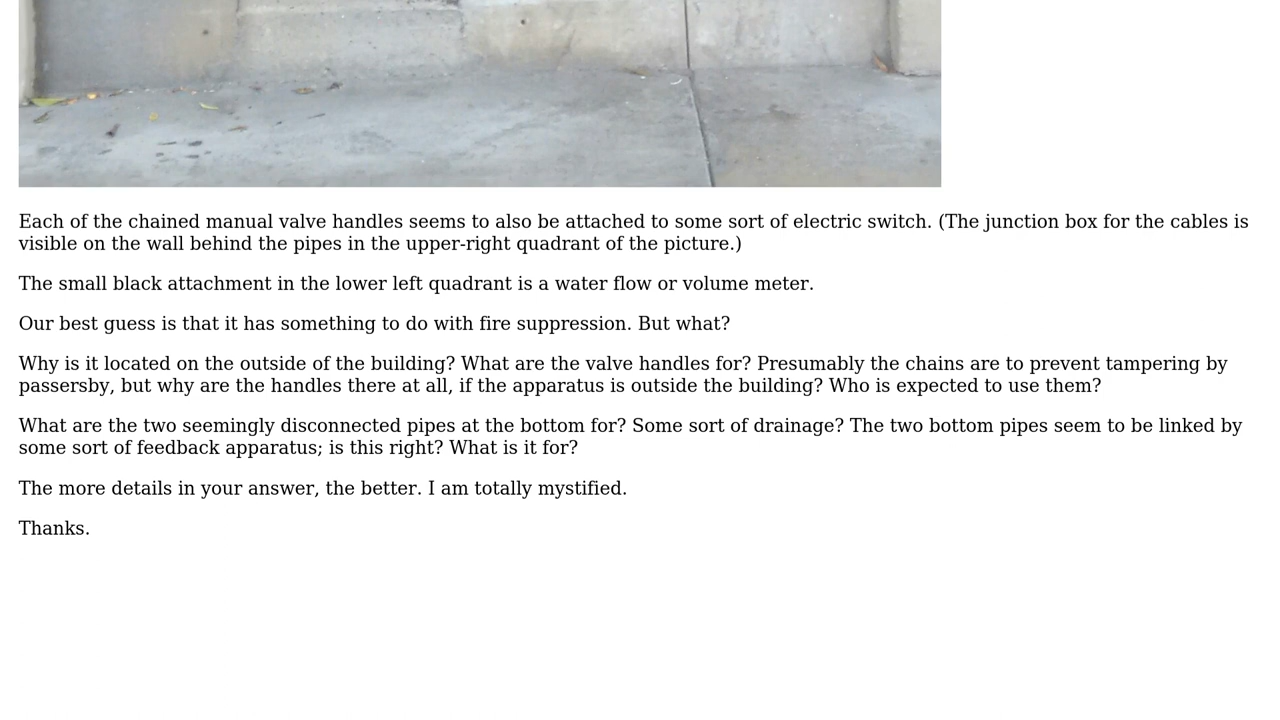 Each of the chained manual valve handles seems to also be attached to some sort of electric switch. (The junction box for the cables is
visible on the wall behind the pipes in the upper-right quadrant of the picture.)
The small black attachment in the lower left quadrant is a water flow or volume meter.
Our best guess is that it has something to do with fire suppression. But what?
Why is it located on the outside of the building? What are the valve handles for? Presumably the chains are to prevent tampering by
passersby, but why are the handles there at all, if the apparatus is outside the building? Who is expected to use them?
What are the two seemingly disconnected pipes at the bottom for? Some sort of drainage? The two bottom pipes seem to be linked by
some sort of feedback apparatus; is this right? What is it for?
The more details in your answer, the better. I am totally mystified.
Thanks.